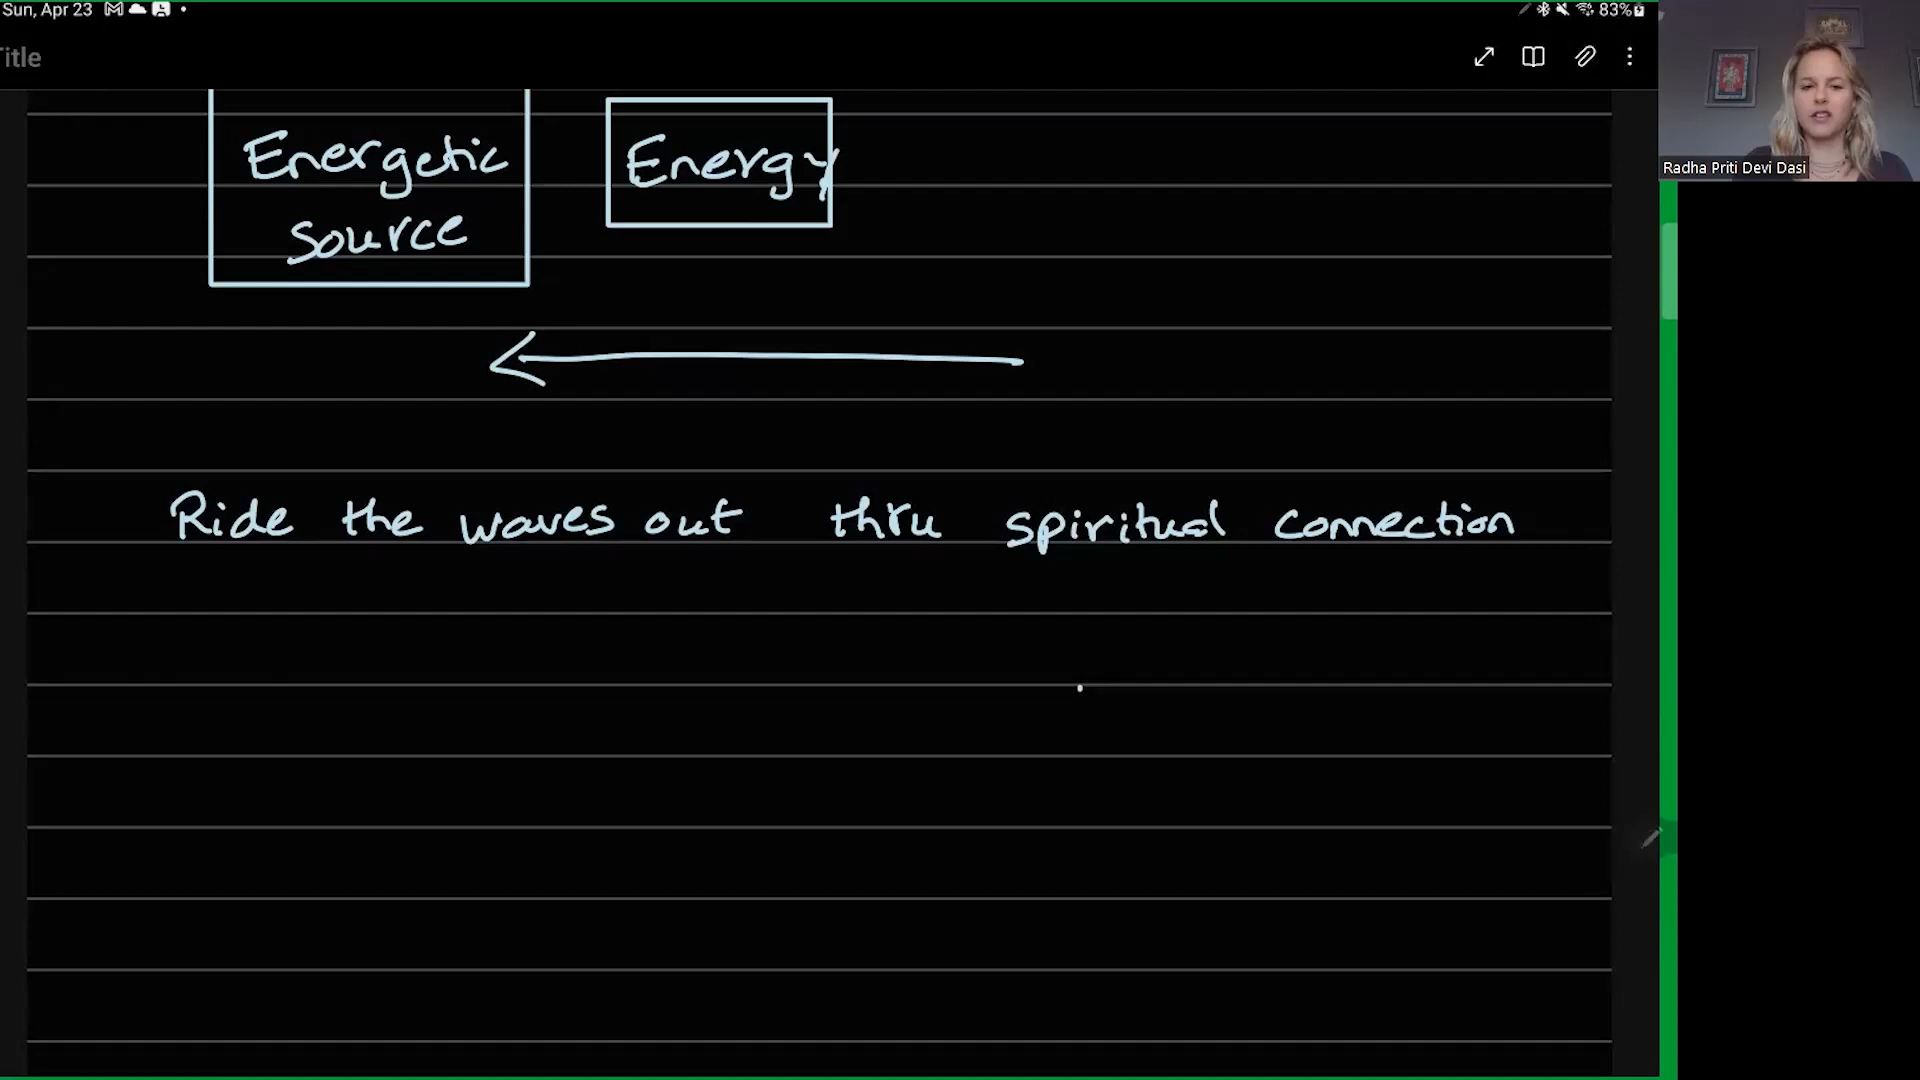 Sun, Apr 23
83%
Title
Energetic
source
Energy
Ride the waves out thru spiritual connection
Radha Priti Devi Dasi